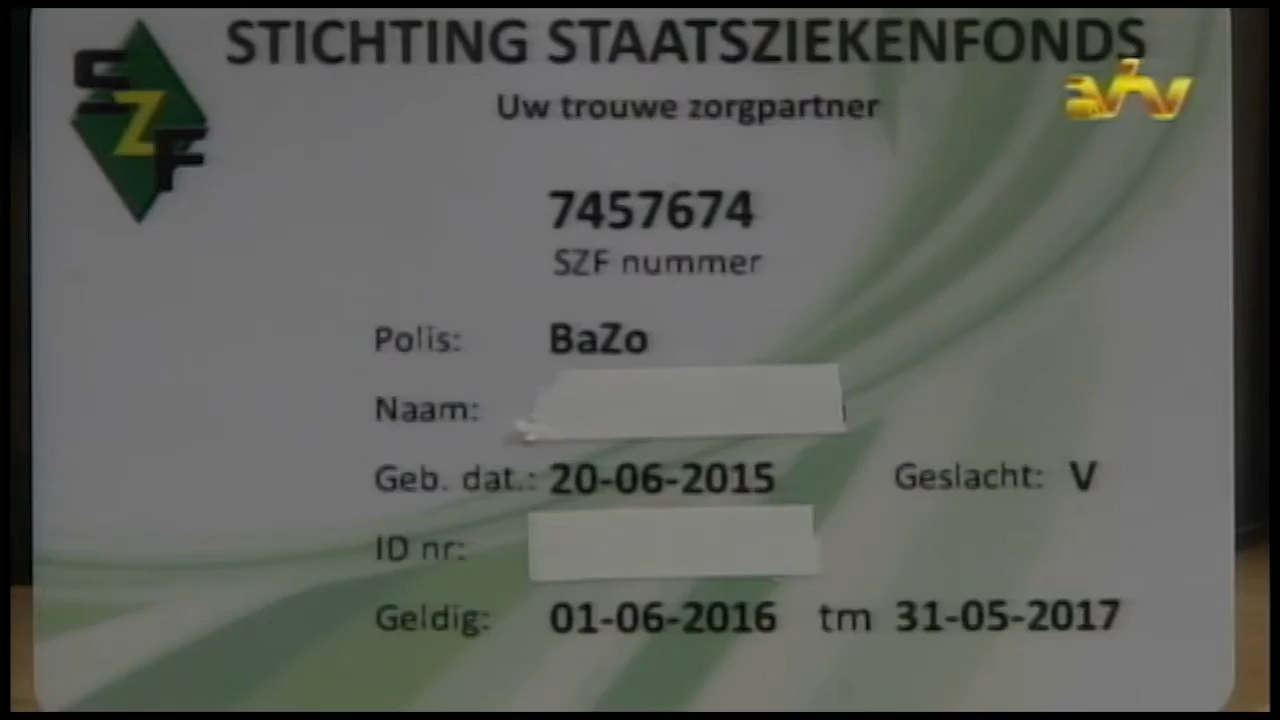 STICHTING STAATSZIEKENFONDS
SZF
atv
Uw trouwe zorgpartner
7457674
SZF nummer
Polis: BaZo
Naam:
Geb. dat.: 20-06-2015 Geslacht: V
ID nr:
Geldig: 01-06-2016 tm 31-05-2017